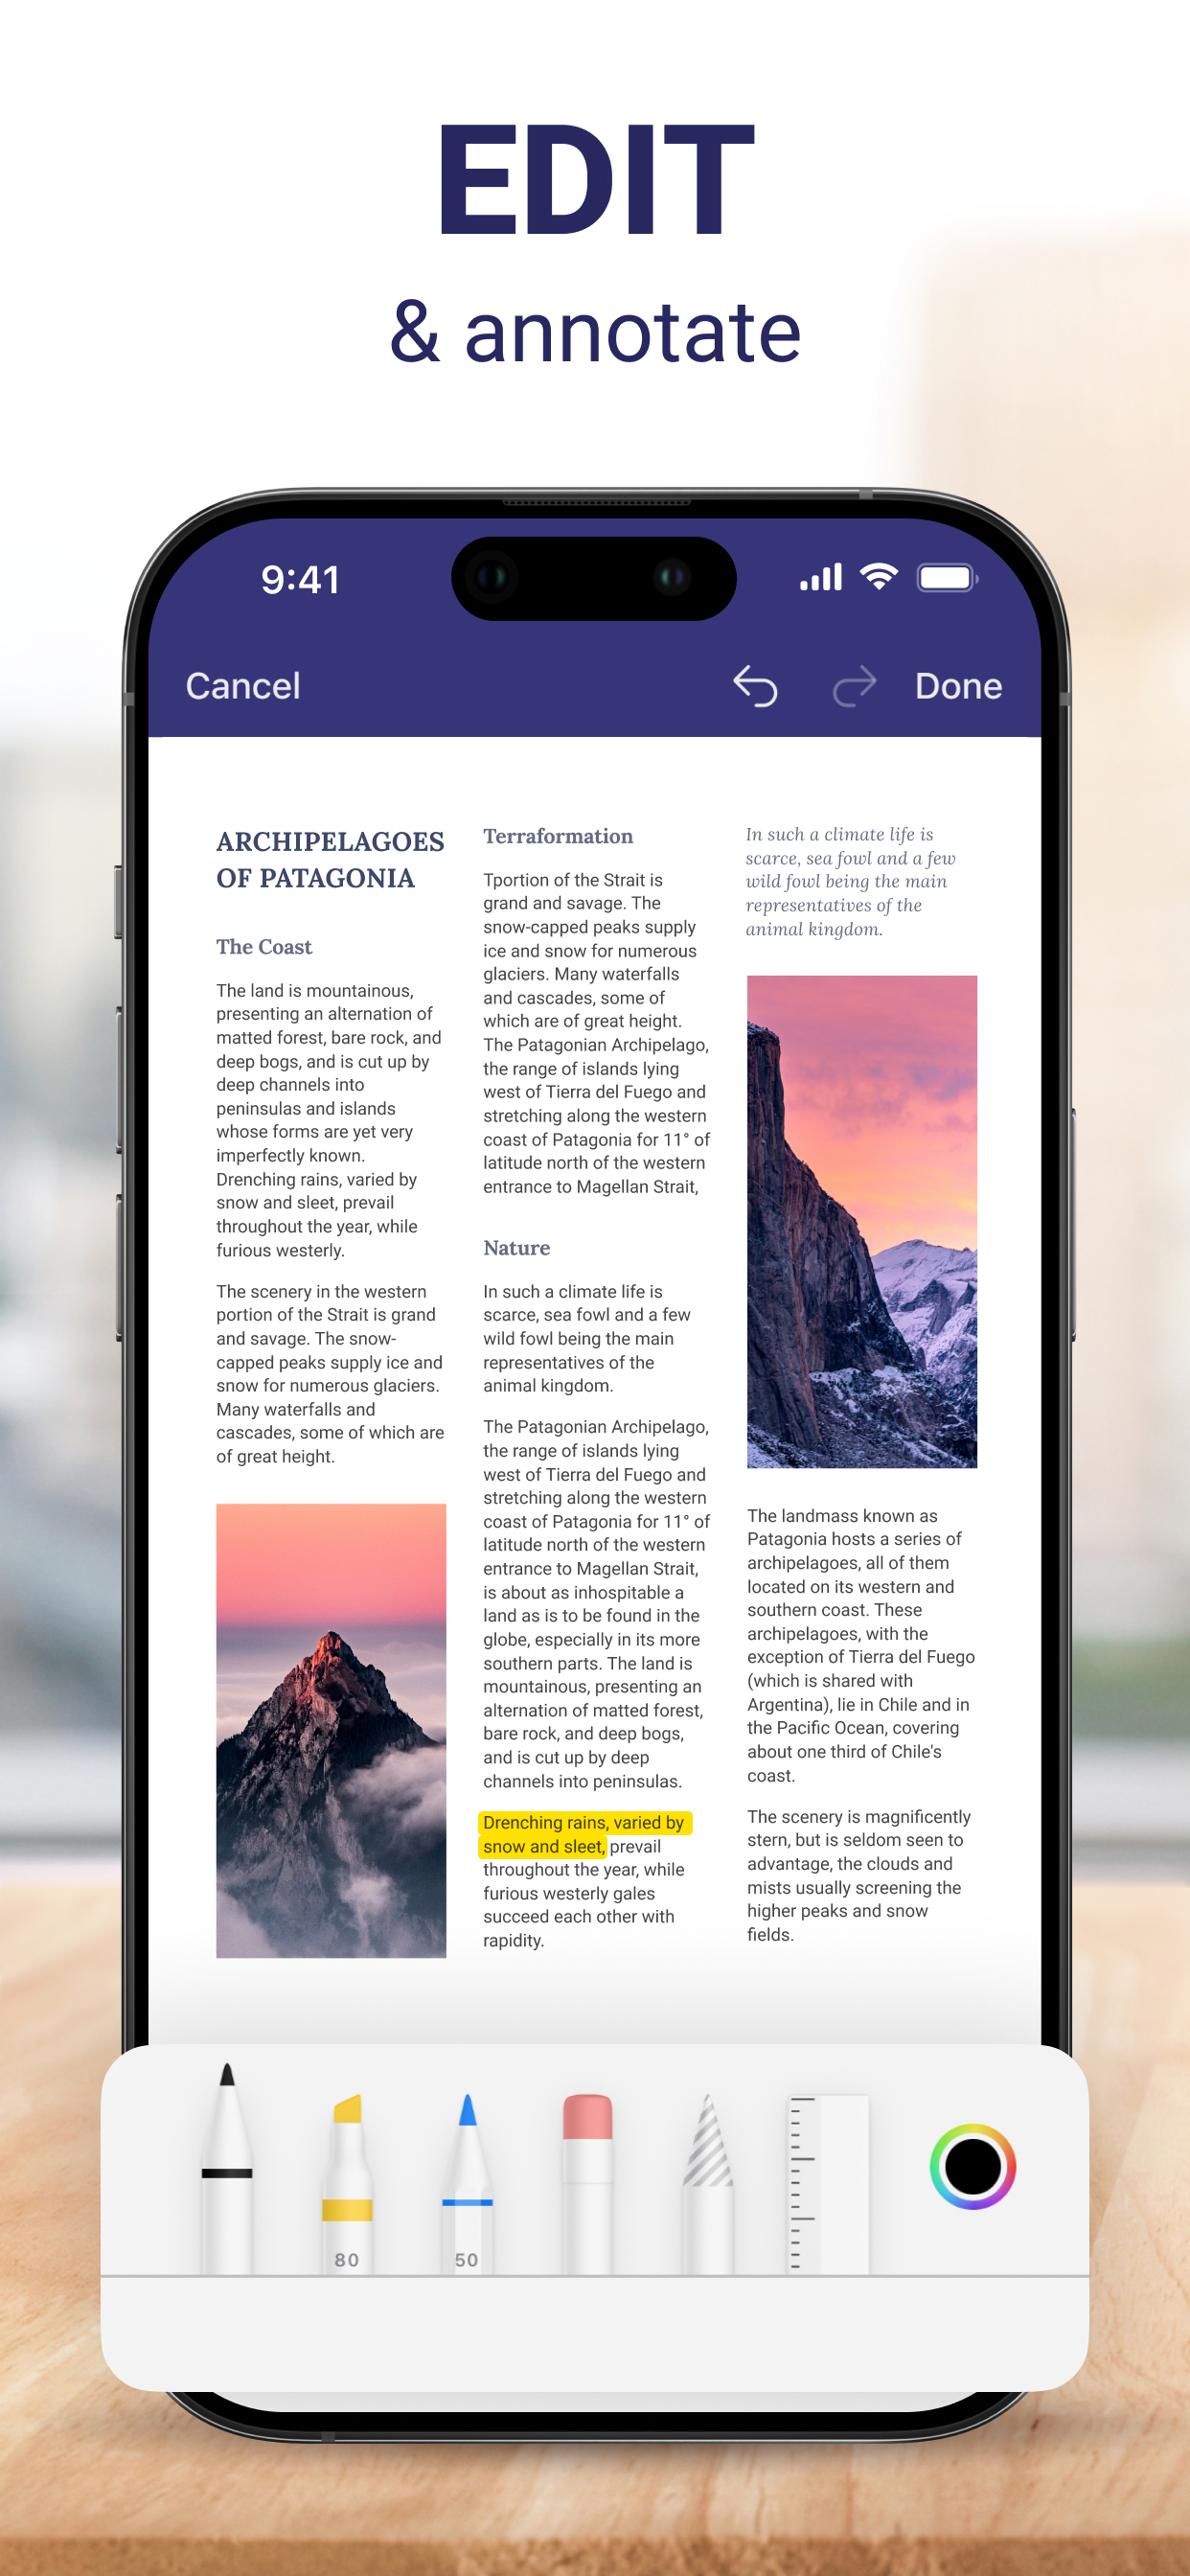 EDIT
& annotate
9:41
Cancel
Done
ARCHIPELAGOES
OF PATAGONIA
The Coast
The land is mountainous,
presenting an alternation of
matted forest, bare rock, and
deep bogs, and is cut up by
deep channels into
peninsulas and islands
whose forms are yet very
imperfectly known.
Drenching rains, varied by
snow and sleet, prevail
throughout the year, while
furious westerly.
The scenery in the western
portion of the Strait is grand
and savage. The snow-
capped peaks supply ice and
snow for numerous glaciers.
Many waterfalls and
cascades, some of which are
of great height.
Terraformation
Tportion of the Strait is
grand and savage. The
snow-capped peaks supply
ice and snow for numerous
glaciers. Many waterfalls
and cascades, some of
which are of great height.
The Patagonian Archipelago,
the range of islands lying
west of Tierra del Fuego and
stretching along the western
coast of Patagonia for 11° of
latitude north of the western
entrance to Magellan Strait,
Nature
In such a climate life is
scarce, sea fowl and a few
wild fowl being the main
representatives of the
animal kingdom.
The Patagonian Archipelago,
the range of islands lying
west of Tierra del Fuego and
stretching along the western
coast of Patagonia for 11° of
latitude north of the western
entrance to Magellan Strait,
is about as inhospitable a
land as is to be found in the
globe, especially in its more
southern parts. The land is
mountainous, presenting an
alternation of matted forest,
bare rock, and deep bogs,
and is cut up by deep
channels into peninsulas.
Drenching rains, varied by
snow and sleet, prevail
throughout the year, while
furious westerly gales
succeed each other with
rapidity.
In such a climate life is
scarce, sea fowl and a few
wild fowl being the main
representatives of the
animal kingdom.
The landmass known as
Patagonia hosts a series of
archipelagoes, all of them
located on its western and
southern coast. These
archipelagoes, with the
exception of Tierra del Fuego
(which is shared with
Argentina), lie in Chile and in
the Pacific Ocean, covering
about one third of Chile's
coast.
The scenery is magnificently
stern, but is seldom seen to
advantage, the clouds and
mists usually screening the
higher peaks and snow
fields.
80
50